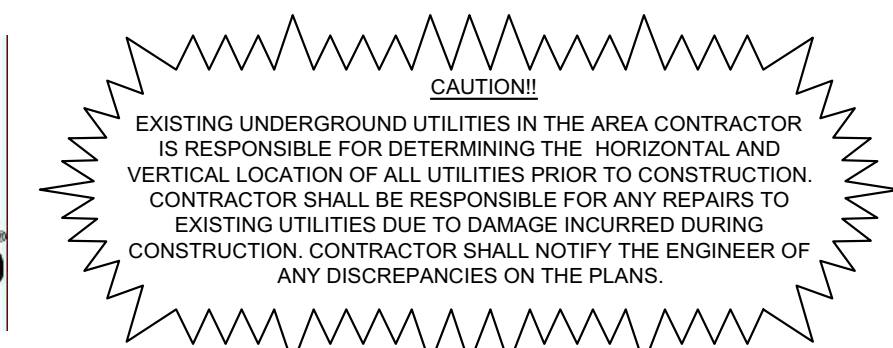 CAUTION!!
EXISTING UNDERGROUND UTILITIES IN THE AREA CONTRACTOR
IS RESPONSIBLE FOR DETERMINING THE HORIZONTAL AND
VERTICAL LOCATION OF ALL UTILITIES PRIOR TO CONSTRUCTION.
CONTRACTOR SHALL BE RESPONSIBLE FOR ANY REPAIRS TO
EXISTING UTILITIES DUE TO DAMAGE INCURRED DURING
CONSTRUCTION. CONTRACTOR SHALL NOTIFY THE ENGINEER OF
ANY DISCREPANCIES ON THE PLANS.